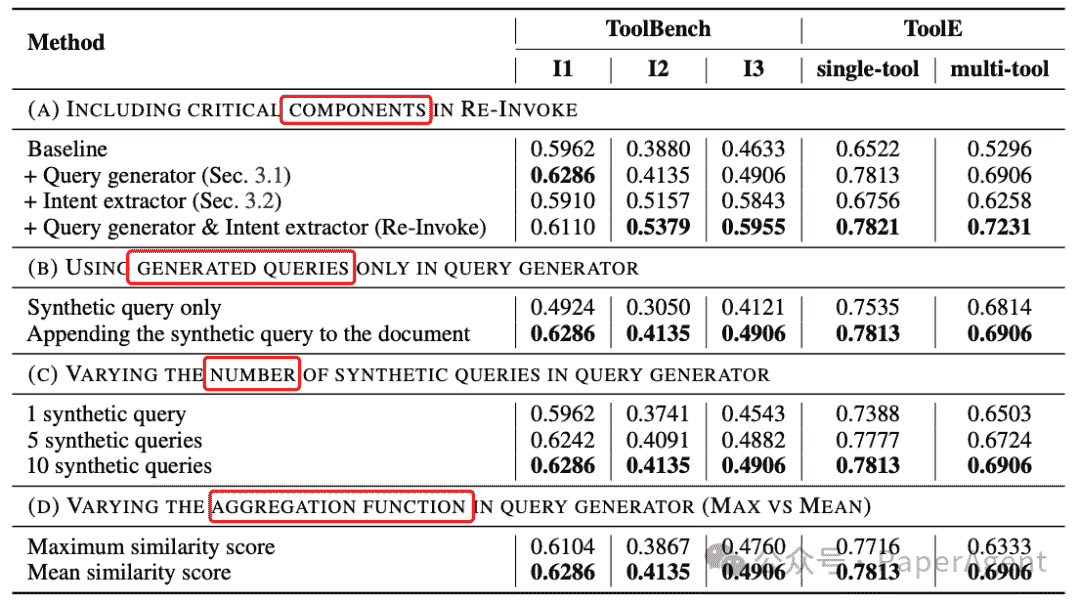 Method ToolBench ToolE
I1 I2 I3 single-tool multi-tool
(A) INCLUDING CRITICAL COMPONENTS IN RE-INVOKE
Baseline 0.5962 0.3880 0.4633 0.6522 0.5296
+ Query generator (Sec. 3.1) 0.6286 0.4135 0.4906 0.7813 0.6906
+ Intent extractor (Sec. 3.2) 0.5910 0.5157 0.5843 0.6756 0.6258
+ Query generator & Intent extractor (Re-Invoke) 0.6110 0.5379 0.5955 0.7821 0.7231
(B) USING GENERATED QUERIES ONLY IN QUERY GENERATOR
Synthetic query only 0.4924 0.3050 0.4121 0.7535 0.6814
Appending the synthetic query to the document 0.6286 0.4135 0.4906 0.7813 0.6906
(C) VARYING THE NUMBER OF SYNTHETIC QUERIES IN QUERY GENERATOR
1 synthetic query 0.5962 0.3741 0.4543 0.7388 0.6503
5 synthetic queries 0.6242 0.4091 0.4882 0.7777 0.6724
10 synthetic queries 0.6286 0.4135 0.4906 0.7813 0.6906
(D) VARYING THE AGGREGATION FUNCTION IN QUERY GENERATOR (MAX VS MEAN)
Maximum similarity score 0.6104 0.3867 0.4760 0.7716 0.6333
Mean similarity score 0.6286 0.4135 0.4906 0.7813 0.6906
公众号 · PaperAgent